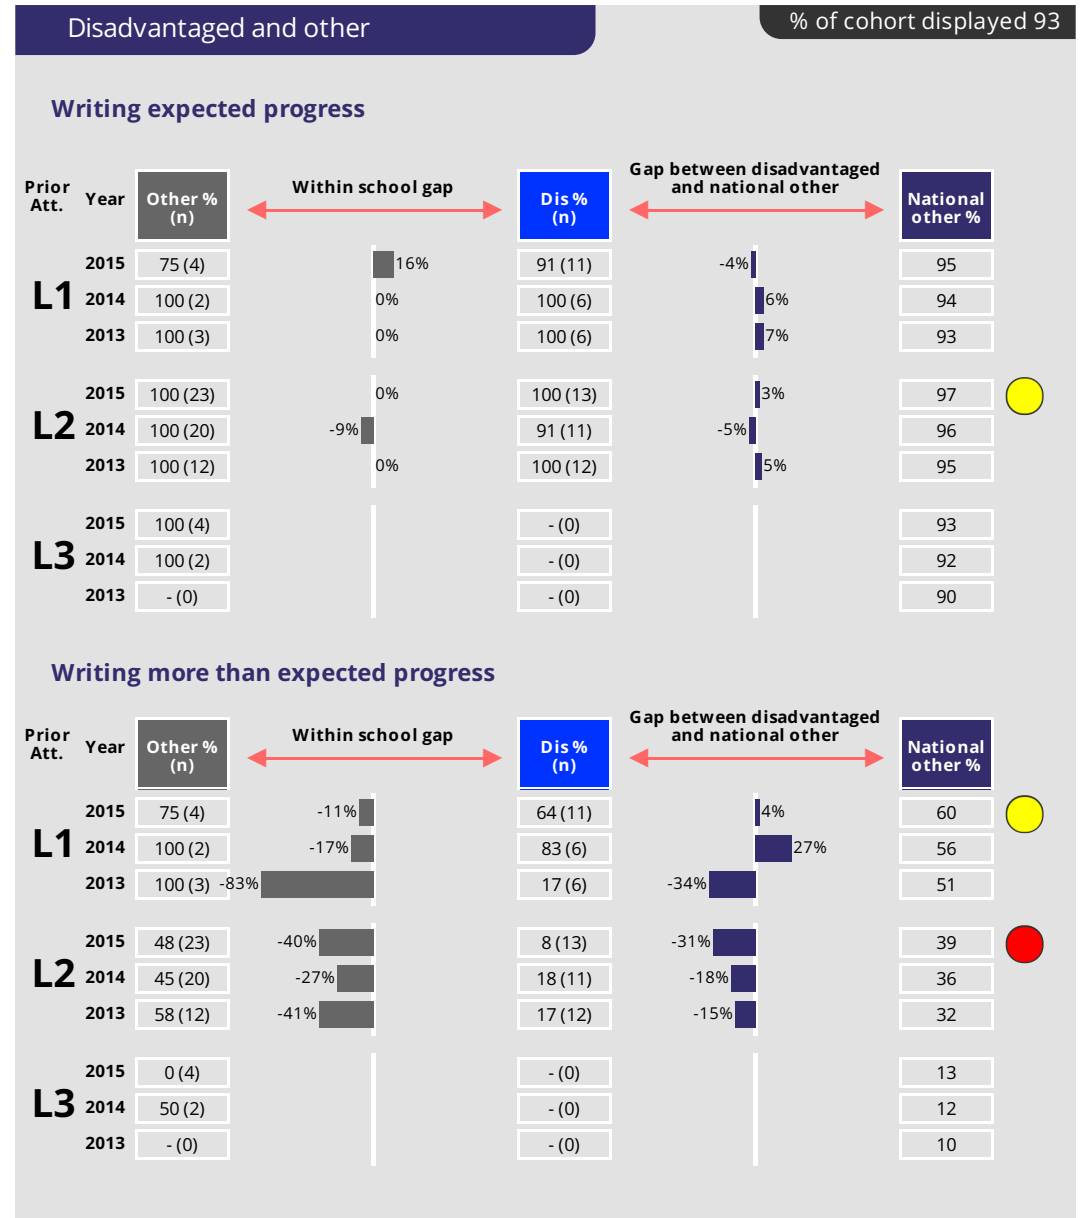 Disadvantaged and other
% of cohort displayed 93
Writing expected progress
Prior Att. Year Other % (n) Within school gap Dis % (n) Gap between disadvantaged and national other National other %
L1
2015 75 (4) 16% 91 (11) -4% 95
2014 100 (2) 0% 100 (6) 6% 94
2013 100 (3) 0% 100 (6) 7% 93
L2
2015 100 (23) 0% 100 (13) 3% 97
2014 100 (20) -9% 91 (11) -5% 96
2013 100 (12) 0% 100 (12) 5% 95
L3
2015 100 (4) - (0) 93
2014 100 (2) - (0) 92
2013 - (0) - (0) 90
Writing more than expected progress
Prior Att. Year Other % (n) Within school gap Dis % (n) Gap between disadvantaged and national other National other %
L1
2015 75 (4) -11% 64 (11) 4% 60
2014 100 (2) -17% 83 (6) 27% 56
2013 100 (3) -83% 17 (6) -34% 51
L2
2015 48 (23) -40% 8 (13) -31% 39
2014 45 (20) -27% 18 (11) -18% 36
2013 58 (12) -41% 17 (12) -15% 32
L3
2015 0 (4) - (0) 13
2014 50 (2) - (0) 12
2013 - (0) - (0) 10